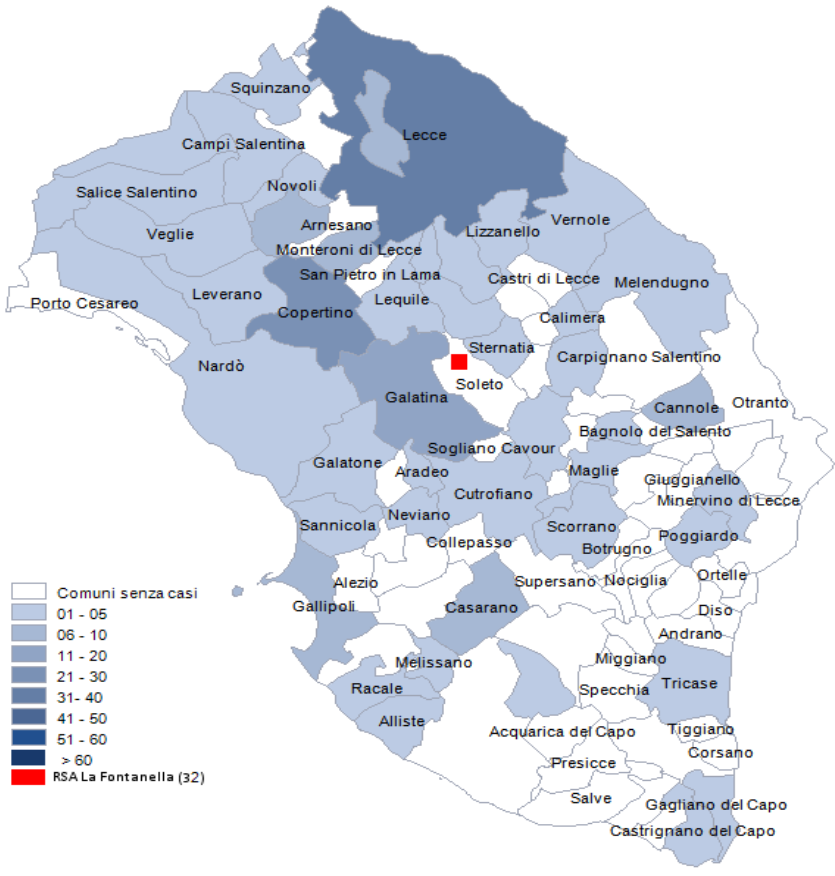 Squinzano
Lecce
Campi Salentina
Novoli
Salice Salentino
Arnesano
Vernole
Lizzanello
Veglie
Monteroni di Lecce
San Pietro in Lama
Castri di Lecce
Melendugno
Leverano
Porto Cesareo
Lequile
Copertino
Calimera
Sternatia
Carpignano Salentino
Nardò
Soleto
Galatina
Cannole
Otranto
Bagnolo del Salento
Sogliano Cavour
Galatone
Aradeo
Maglie
Giuggianello
Cutrofiano
Minervino di Lecce
Neviano
Sannicola
Scorrano
Poggiardo
Collepasso
Botrugno
Alezio
Supersano
Nociglia
Ortelle
Gallipoli
Casarano
Diso
Andrano
Melissano
Miggiano
Racale
Specchia
Tricase
Alliste
Acquarica del Capo
Tiggiano
Corsano
Presicce
Salve
Gagliano del Capo
Castrignano del Capo
Comuni senza casi
01 - 05
06 - 10
11 - 20
21 - 30
31- 40
41 - 50
51 - 60
> 60
RSA La Fontanella (32)